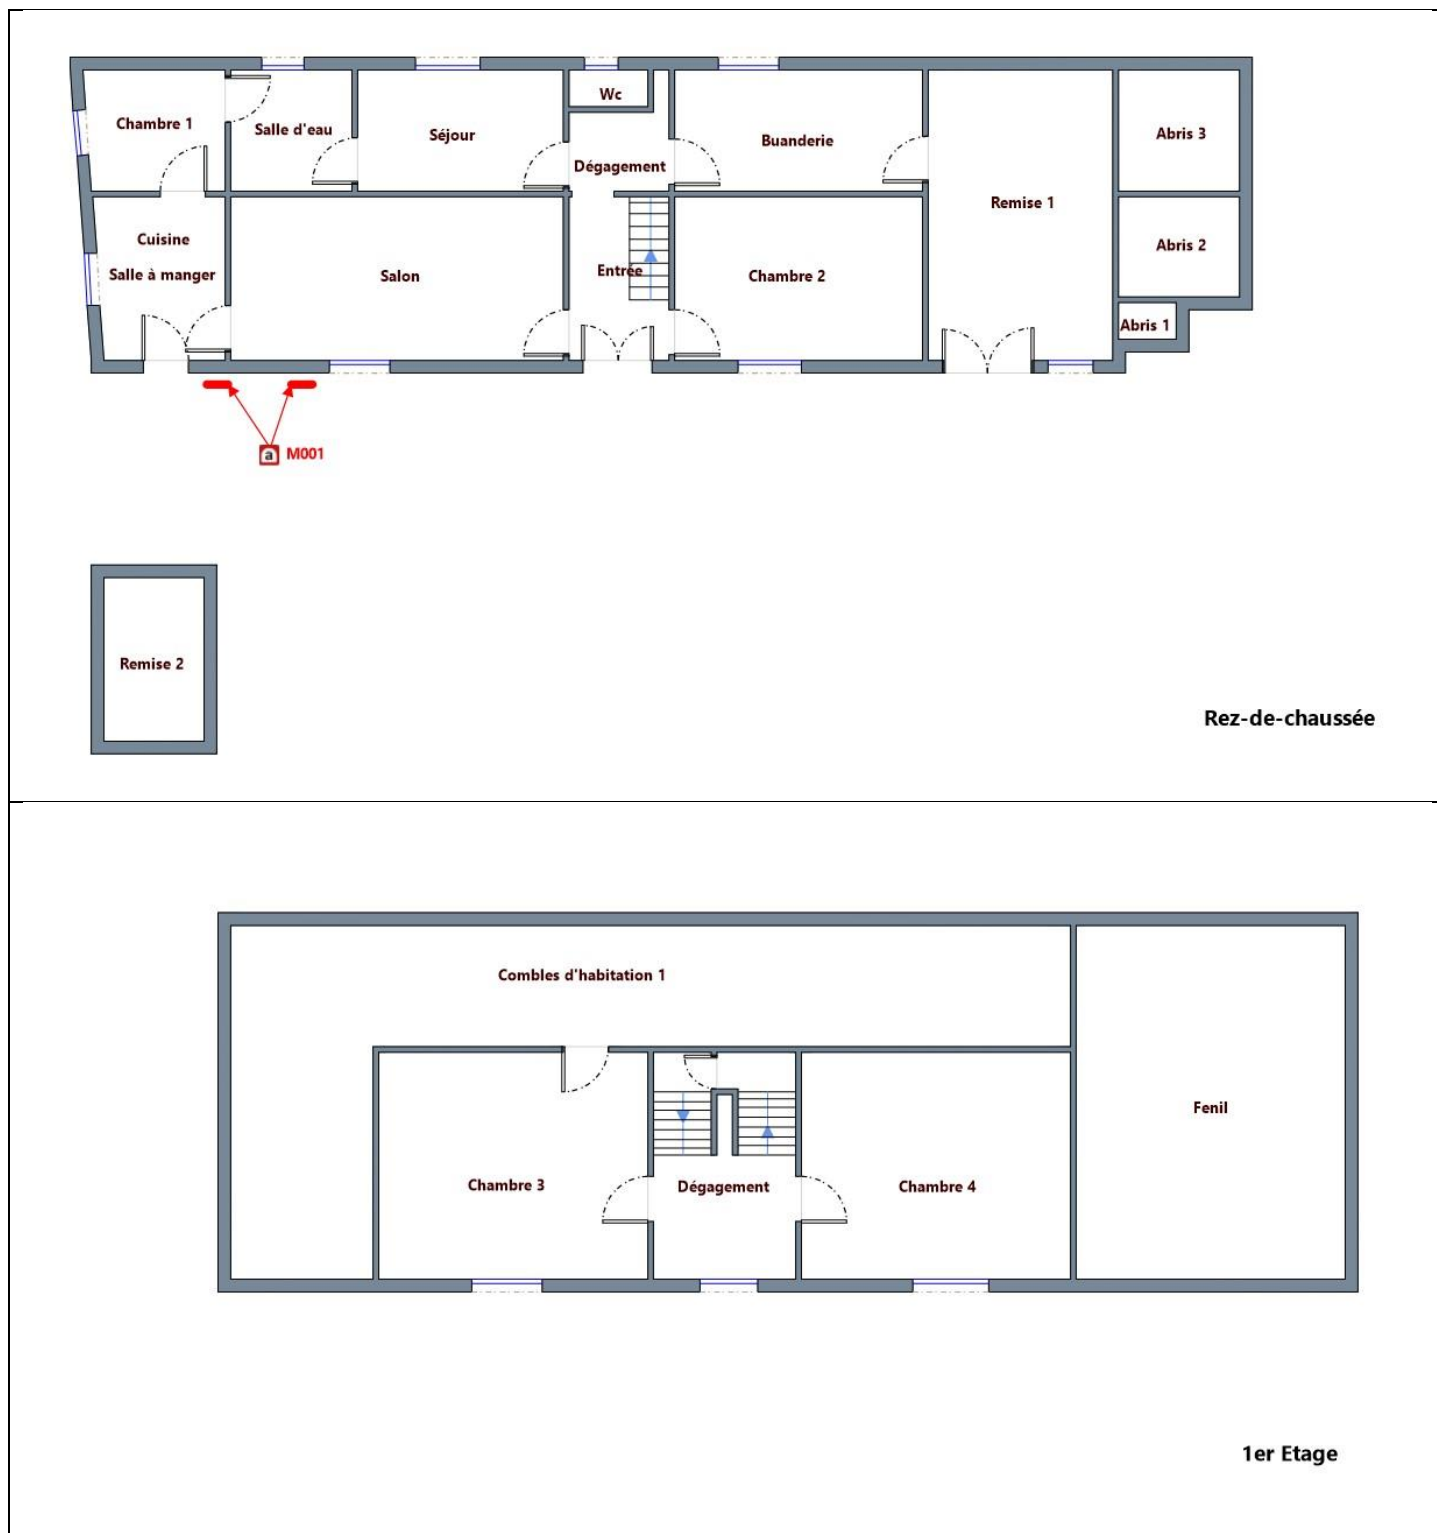 Chambre 1
Salle d'eau
Séjour
Wc
Dégagement
Buanderie
Remise 1
Abris 3
Cuisine
Salle à manger
Salon
Entrée
Chambre 2
Abris 2
Abris 1
a M001
Remise 2
Rez-de-chaussée
Combles d'habitation 1
Fenil
Chambre 3
Dégagement
Chambre 4
1er Etage